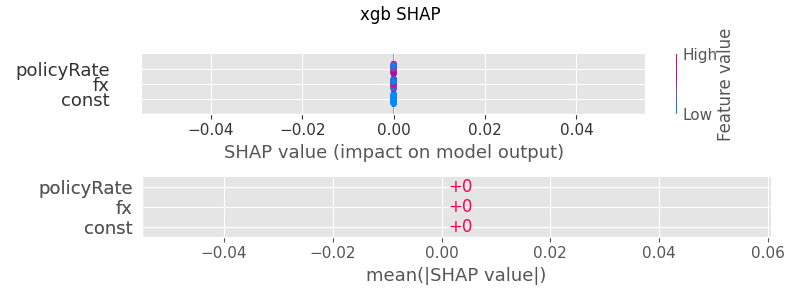 xgb SHAP
policyRate
fx
const
High
Low
Feature value
−0.04 −0.02 0.00 0.02 0.04
SHAP value (impact on model output)
policyRate +0
fx +0
const +0
−0.04 −0.02 0.00 0.02 0.04 0.06
mean(|SHAP value|)